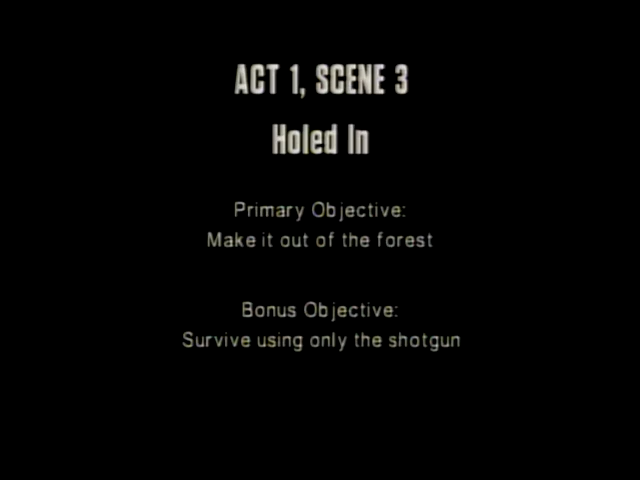 ACT 1, SCENE 3
Holed In
Primary Objective:
Make it out of the forest
Bonus Objective:
Survive using only the shotgun